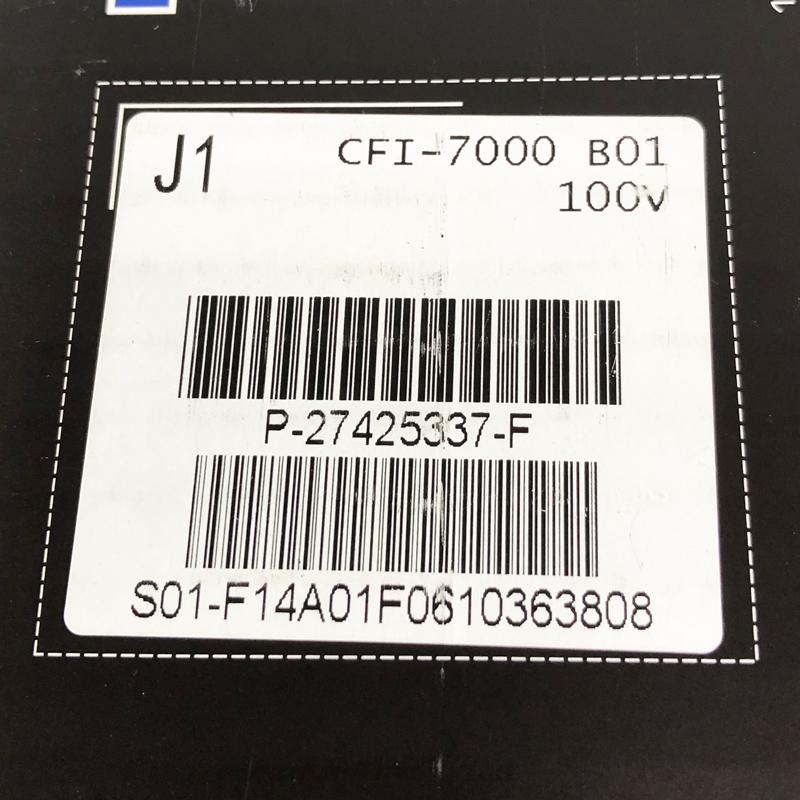 J1
CFI-7000 B01
100V
P-27425337-F
S01-F14A01F0610363808